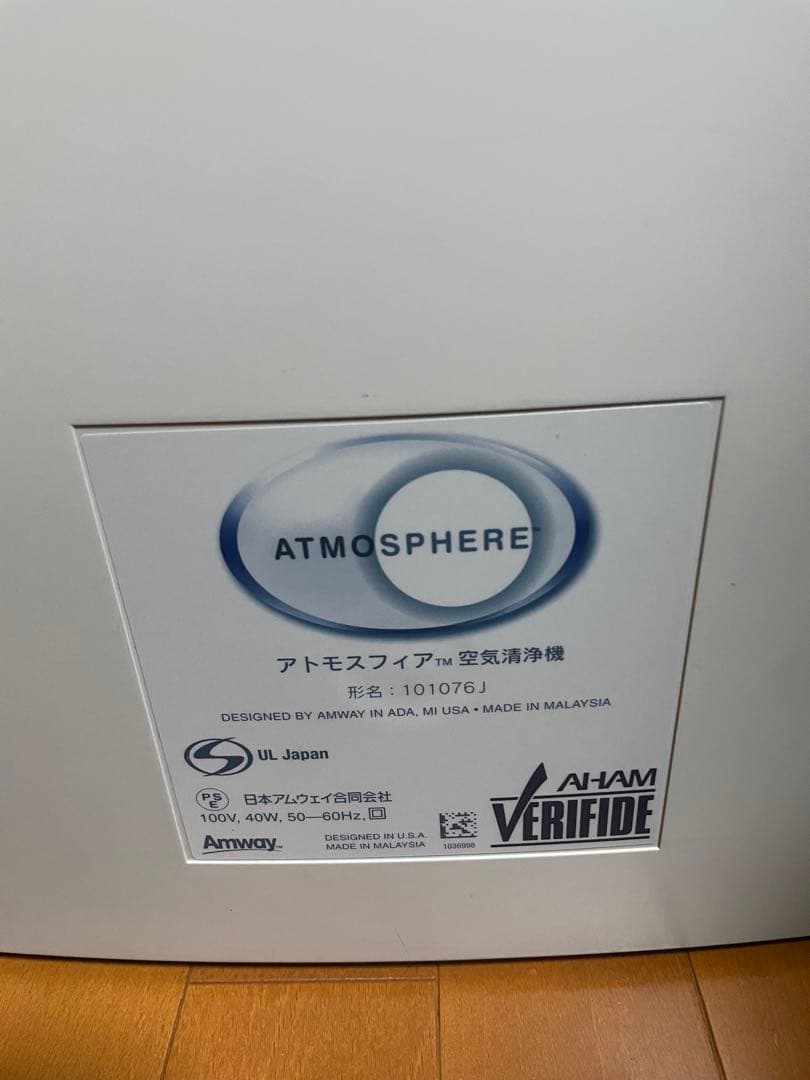 ATMOSPHERE™
アトモスフィア™ 空気清浄機
形名：101076J
DESIGNED BY AMWAY IN ADA, MI USA • MADE IN MALAYSIA
UL Japan
PSE 日本アムウェイ合同会社
100V, 40W, 50—60Hz,
Amway™
DESIGNED IN U.S.A.
MADE IN MALAYSIA
1036998
AHAM
VERIFIDE